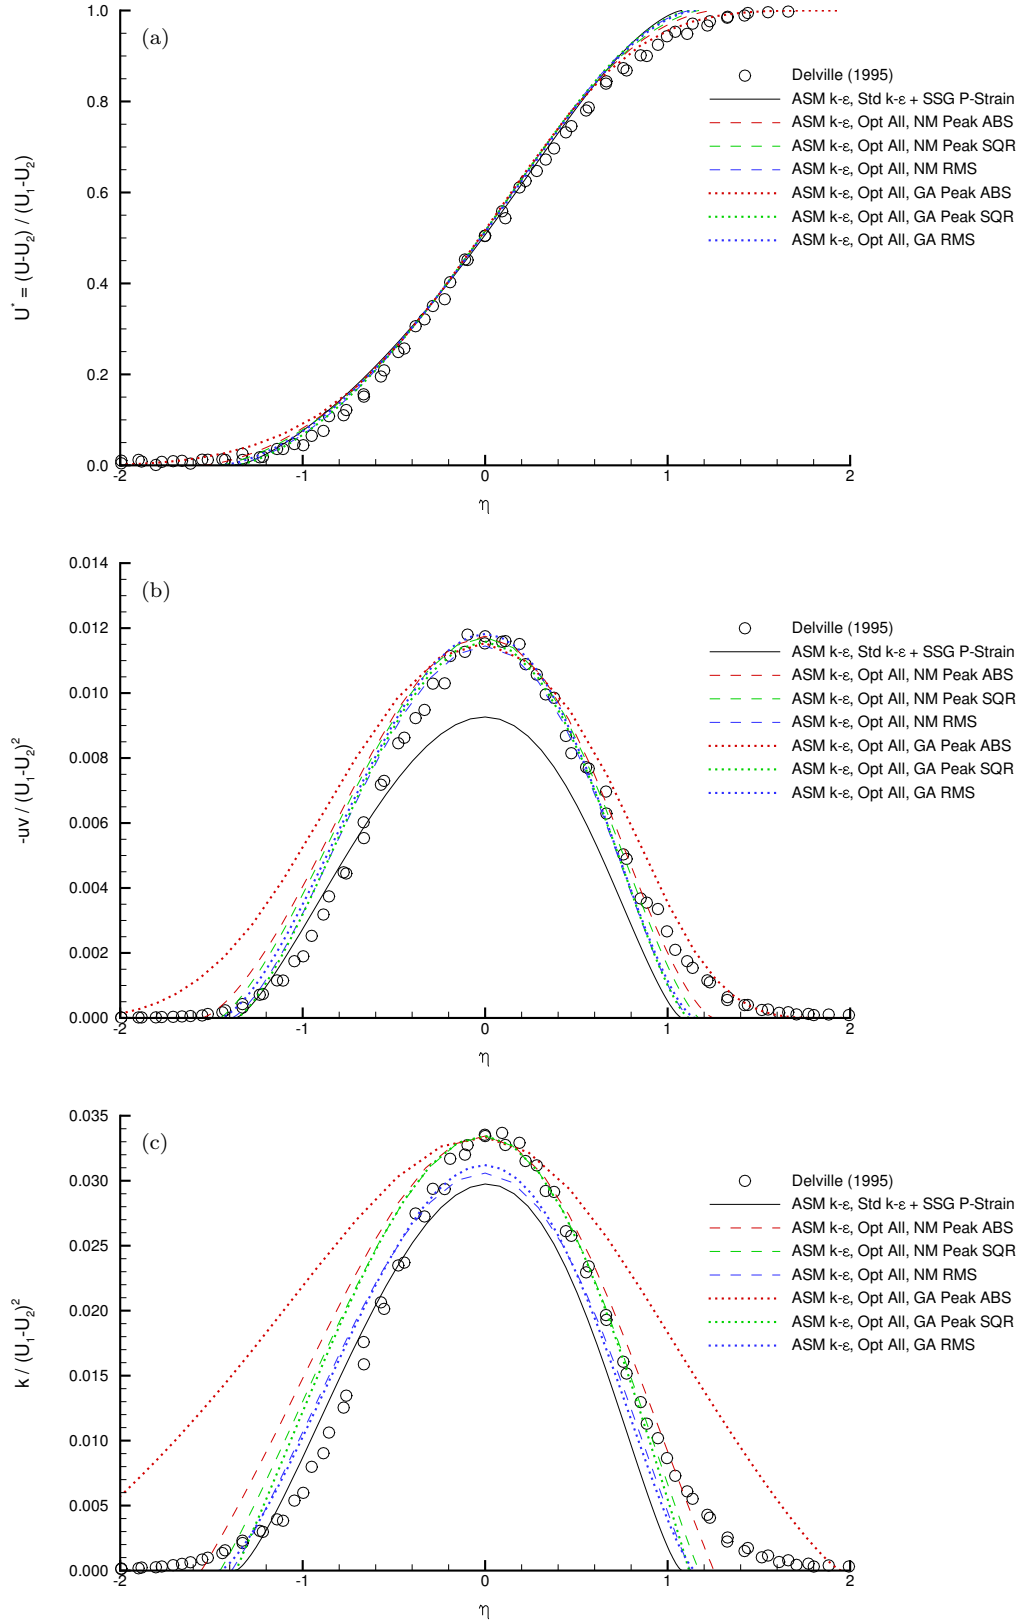 (a)
1.0
0.8
0.6
0.4
0.2
0.0
U* = (U-U2) / (U1-U2)
-2
-1
0
1
2
η
Delville (1995)
ASM k-ε, Std k-ε + SSG P-Strain
ASM k-ε, Opt All, NM Peak ABS
ASM k-ε, Opt All, NM Peak SQR
ASM k-ε, Opt All, NM RMS
ASM k-ε, Opt All, GA Peak ABS
ASM k-ε, Opt All, GA Peak SQR
ASM k-ε, Opt All, GA RMS
(b)
0.014
0.012
0.010
0.008
0.006
0.004
0.002
0.000
-uv / (U1-U2)²
-2
-1
0
1
2
η
Delville (1995)
ASM k-ε, Std k-ε + SSG P-Strain
ASM k-ε, Opt All, NM Peak ABS
ASM k-ε, Opt All, NM Peak SQR
ASM k-ε, Opt All, NM RMS
ASM k-ε, Opt All, GA Peak ABS
ASM k-ε, Opt All, GA Peak SQR
ASM k-ε, Opt All, GA RMS
(c)
0.035
0.030
0.025
0.020
0.015
0.010
0.005
0.000
k / (U1-U2)²
-2
-1
0
1
2
η
Delville (1995)
ASM k-ε, Std k-ε + SSG P-Strain
ASM k-ε, Opt All, NM Peak ABS
ASM k-ε, Opt All, NM Peak SQR
ASM k-ε, Opt All, NM RMS
ASM k-ε, Opt All, GA Peak ABS
ASM k-ε, Opt All, GA Peak SQR
ASM k-ε, Opt All, GA RMS